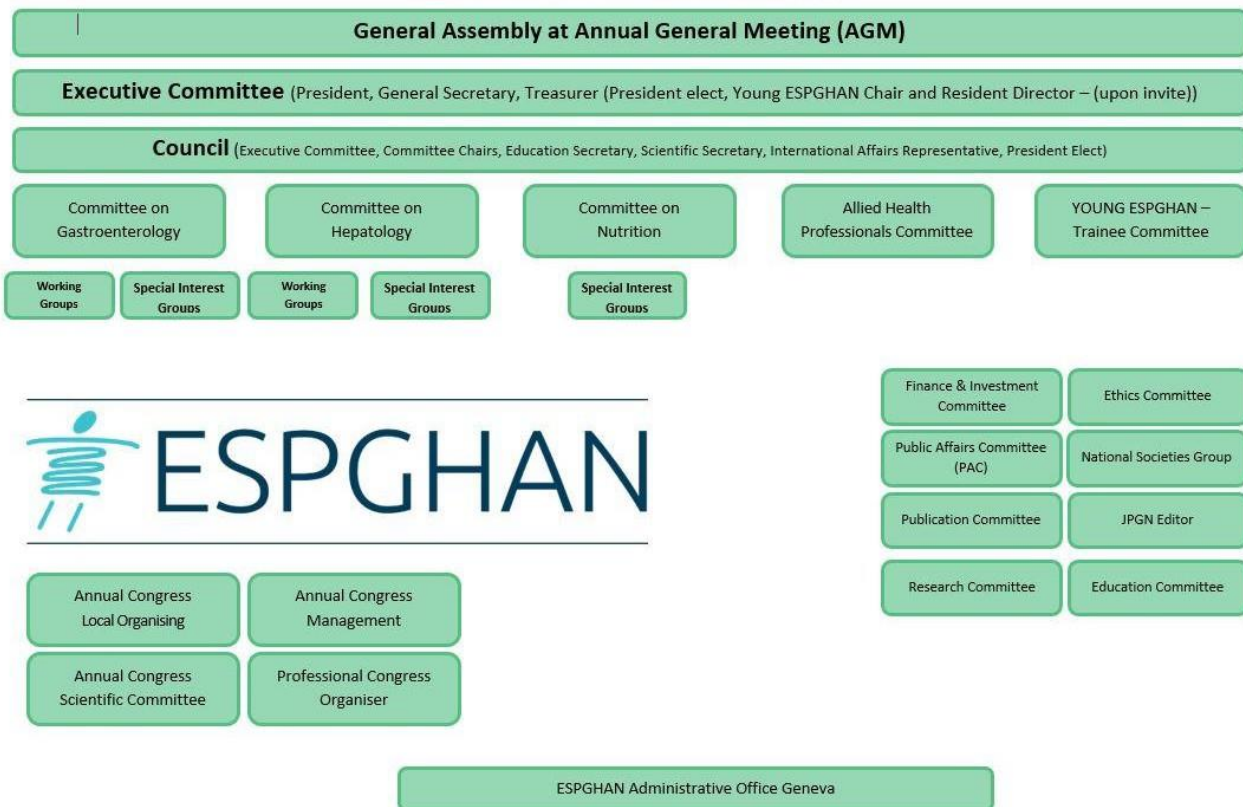 General Assembly at Annual General Meeting (AGM)
Executive Committee (President, General Secretary, Treasurer (President elect, Young ESPGHAN Chair and Resident Director – (upon invite))
Council (Executive Committee, Committee Chairs, Education Secretary, Scientific Secretary, International Affairs Representative, President Elect)
Committee on
Gastroenterology
Committee on
Hepatology
Committee on
Nutrition
Allied Health
Professionals Committee
YOUNG ESPGHAN –
Trainee Committee
Working
Groups
Special Interest
Groups
Working
Groups
Special Interest
Groups
Special Interest
Groups
ESPGHAN
Finance & Investment
Committee
Ethics Committee
Public Affairs Committee
(PAC)
National Societies Group
Publication Committee
JPGN Editor
Research Committee
Education Committee
Annual Congress
Local Organising
Annual Congress
Management
Annual Congress
Scientific Committee
Professional Congress
Organiser
ESPGHAN Administrative Office Geneva